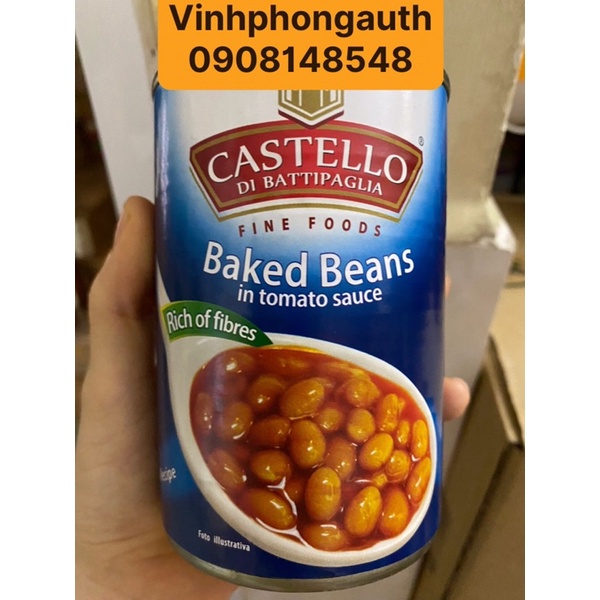 Vinhphongauth
0908148548
CASTELLO
®
DI BATTIPAGLIA
FINE FOODS
Baked Beans
in tomato sauce
Rich of fibres
Foto illustrativa